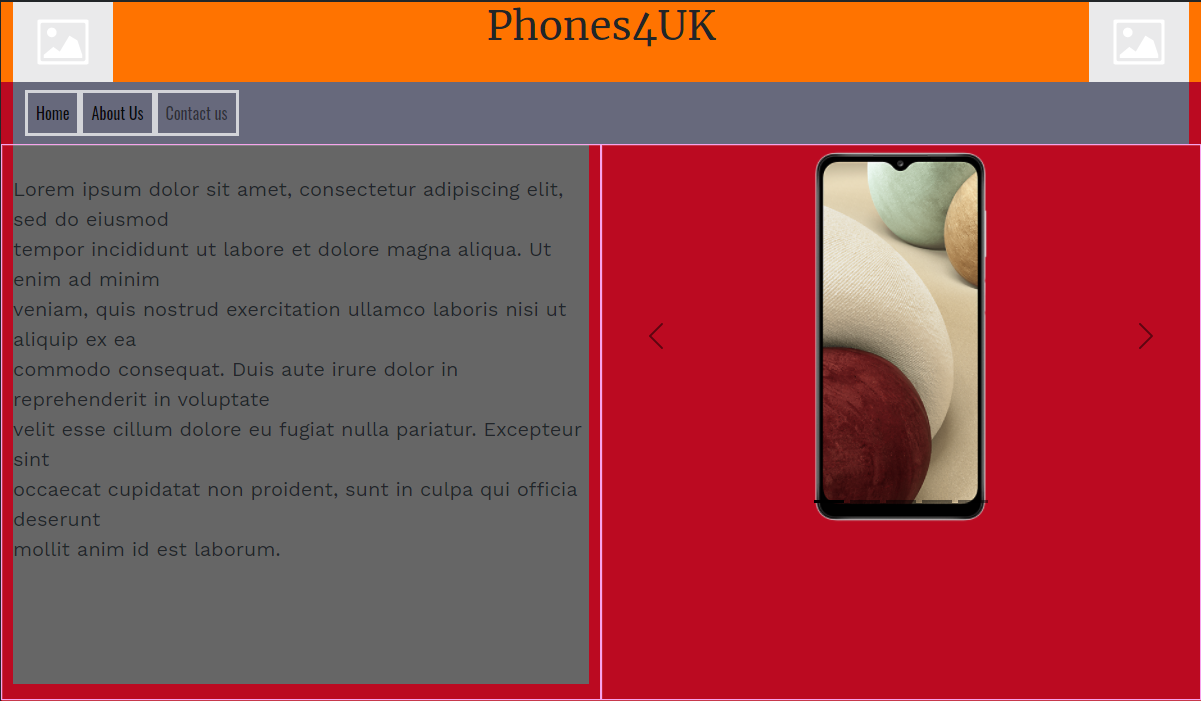 Phones4UK
Home About Us Contact us
Lorem ipsum dolor sit amet, consectetur adipiscing elit,
sed do eiusmod
tempor incididunt ut labore et dolore magna aliqua. Ut
enim ad minim
veniam, quis nostrud exercitation ullamco laboris nisi ut
aliquip ex ea
commodo consequat. Duis aute irure dolor in
reprehenderit in voluptate
velit esse cillum dolore eu fugiat nulla pariatur. Excepteur
sint
occaecat cupidatat non proident, sunt in culpa qui officia
deserunt
mollit anim id est laborum.